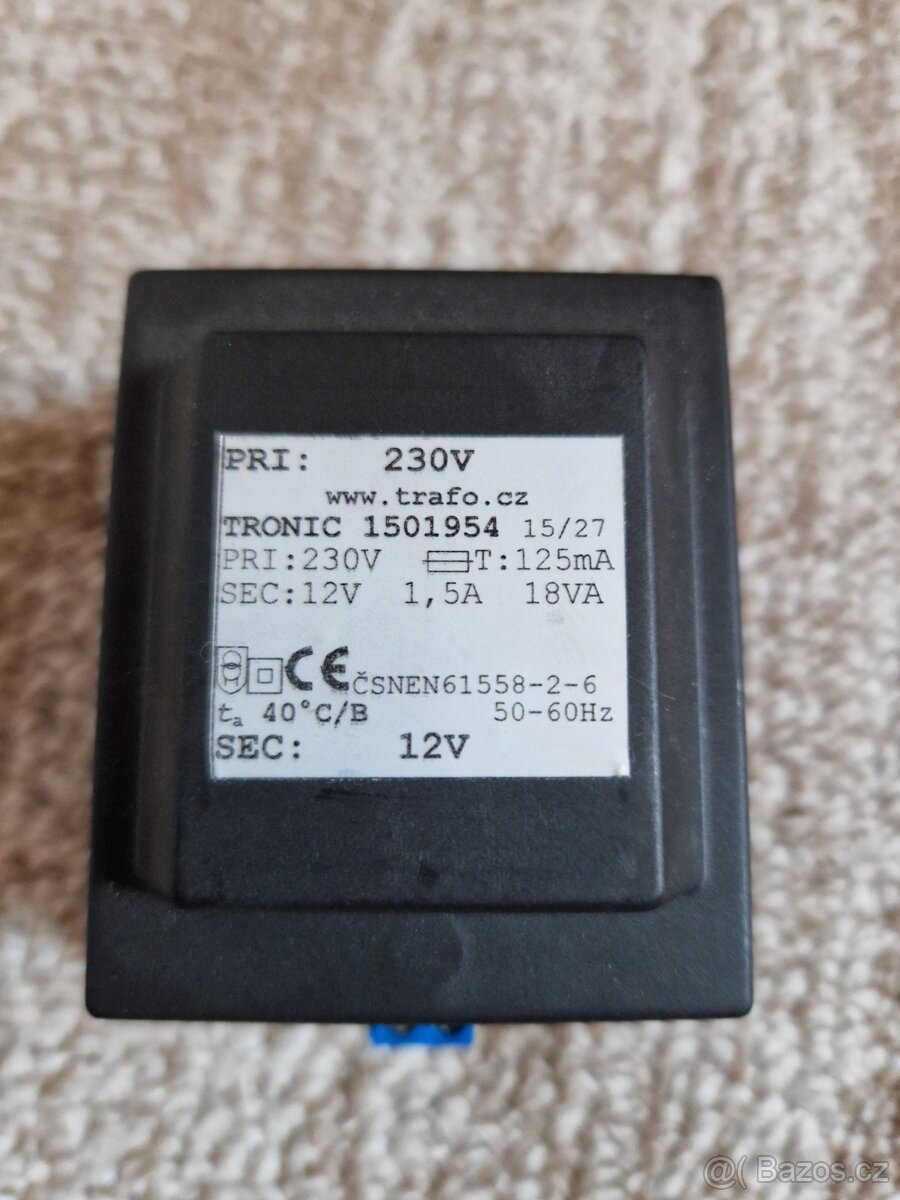 PRI: 230V
www.trafo.cz
TRONIC 1501954 15/27
PRI:230V T:125mA
SEC:12V 1,5A 18VA
CE ČSNEN61558-2-6
ta 40°C/B 50-60Hz
SEC: 12V
@( Bazos.cz